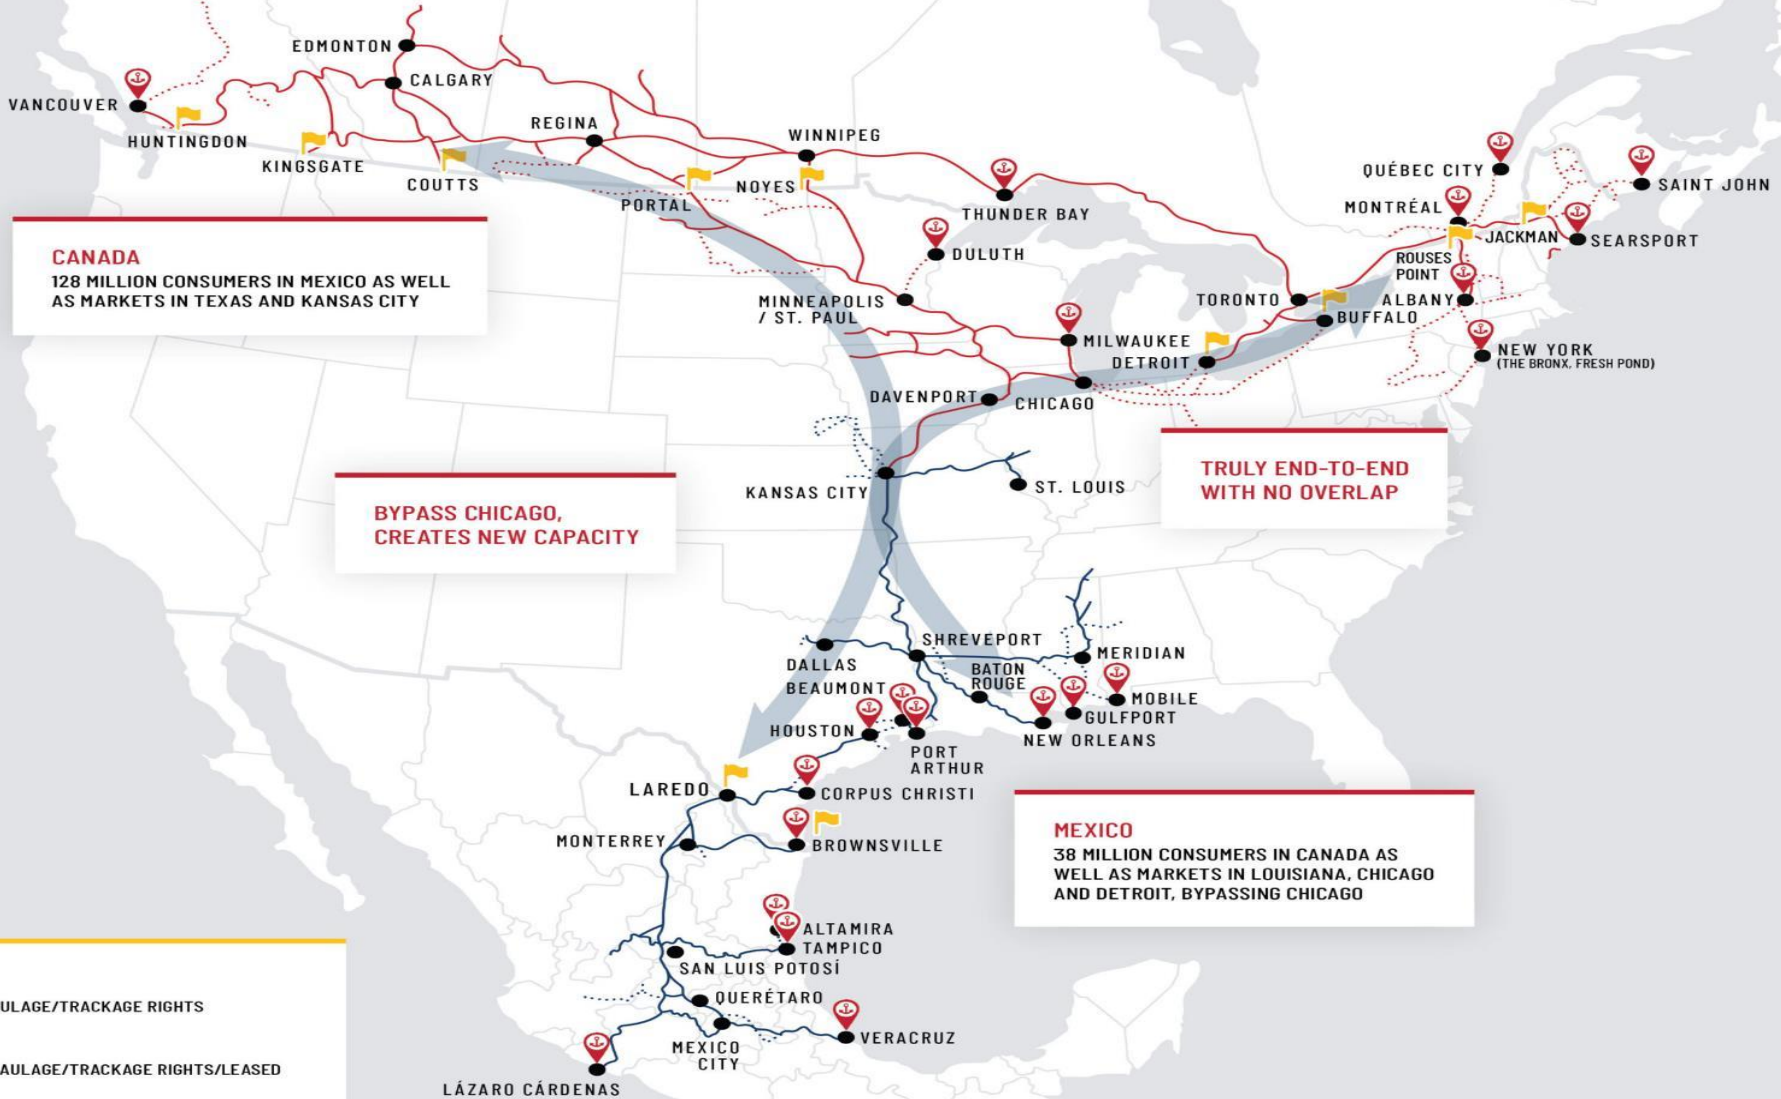 EDMONTON
CALGARY
VANCOUVER
HUNTINGDON
KINGSGATE
COUTTS
REGINA
WINNIPEG
PORTAL
NOYES
THUNDER BAY
DULUTH
QUÉBEC CITY
SAINT JOHN
MONTRÉAL
JACKMAN
SEARSPORT
ROUSES
POINT
CANADA
128 MILLION CONSUMERS IN MEXICO AS WELL
AS MARKETS IN TEXAS AND KANSAS CITY
MINNEAPOLIS
/ ST. PAUL
TORONTO
ALBANY
BUFFALO
MILWAUKEE
DETROIT
NEW YORK
(THE BRONX, FRESH POND)
DAVENPORT
CHICAGO
TRULY END-TO-END
WITH NO OVERLAP
KANSAS CITY
ST. LOUIS
BYPASS CHICAGO,
CREATES NEW CAPACITY
SHREVEPORT
MERIDIAN
DALLAS
BATON
ROUGE
BEAUMONT
MOBILE
GULFPORT
HOUSTON
NEW ORLEANS
PORT
ARTHUR
LAREDO
CORPUS CHRISTI
MONTERREY
BROWNSVILLE
MEXICO
38 MILLION CONSUMERS IN CANADA AS
WELL AS MARKETS IN LOUISIANA, CHICAGO
AND DETROIT, BYPASSING CHICAGO
ALTAMIRA
TAMPICO
SAN LUIS POTOSÍ
QUERÉTARO
VERACRUZ
MEXICO
CITY
LÁZARO CÁRDENAS
ULAGE/TRACKAGE RIGHTS
AULAGE/TRACKAGE RIGHTS/LEASED